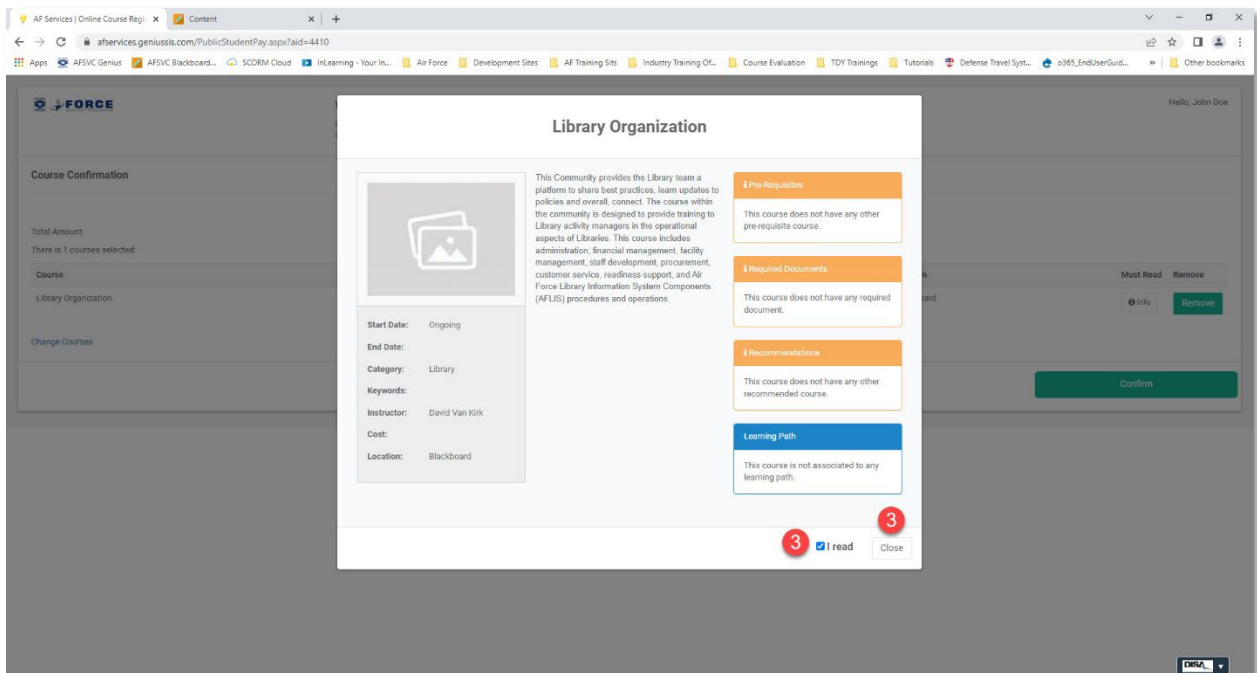 AF Services | Online Course Regi
Content
afservices.geniussis.com/PublicStudentPay.aspx?aid=4410
Apps
AFSVC Genius
AFSVC Blackboard...
SCORM Cloud
InLearning - Your In...
Air Force
Development Sites
AF Training Sits
Industry Training Of...
Course Evaluation
TDY Trainings
Tutorials
Defense Travel Syst...
o365_EndUserGuid...
»
Other bookmarks
FORCE
Hello, John Doe
Library Organization
Course Confirmation
Total Amount:
There is 1 courses selected:
Course
Must Read Remove
Library Organization
Info
Remove
Change Courses
Confirm
Start Date: Ongoing
End Date:
Category: Library
Keywords:
Instructor: David Van Kirk
Cost:
Location: Blackboard
This Community provides the Library team a
platform to share best practices, learn updates to
policies and overall, connect. The course within
the community is designed to provide training to
Library activity managers in the operational
aspects of Libraries. This course includes
administration, financial management, facility
management, staff development, procurement,
customer service, readiness support, and Air
Force Library Information System Components
(AFLIS) procedures and operations.
Pre-Requisites
This course does not have any other
pre-requisite course.
Required Documents
This course does not have any required
document.
Recommendations
This course does not have any other
recommended course.
Learning Path
This course is not associated to any
learning path.
3
3
I read
Close
DISA